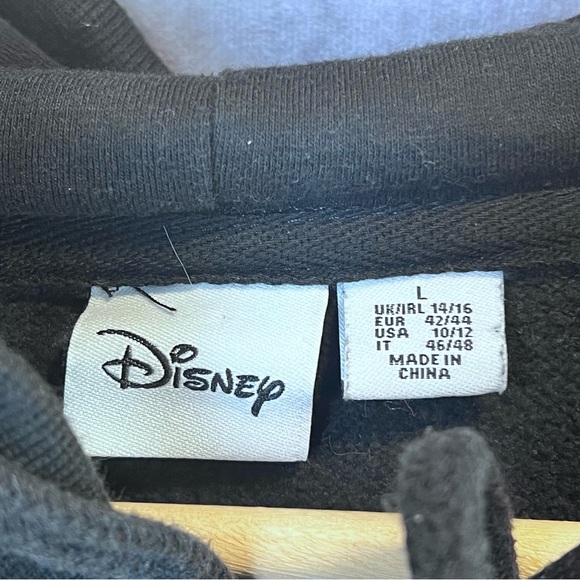 Disney
L
UK/IRL 14/16
EUR 42/44
USA 10/12
IT 46/48
MADE IN
CHINA